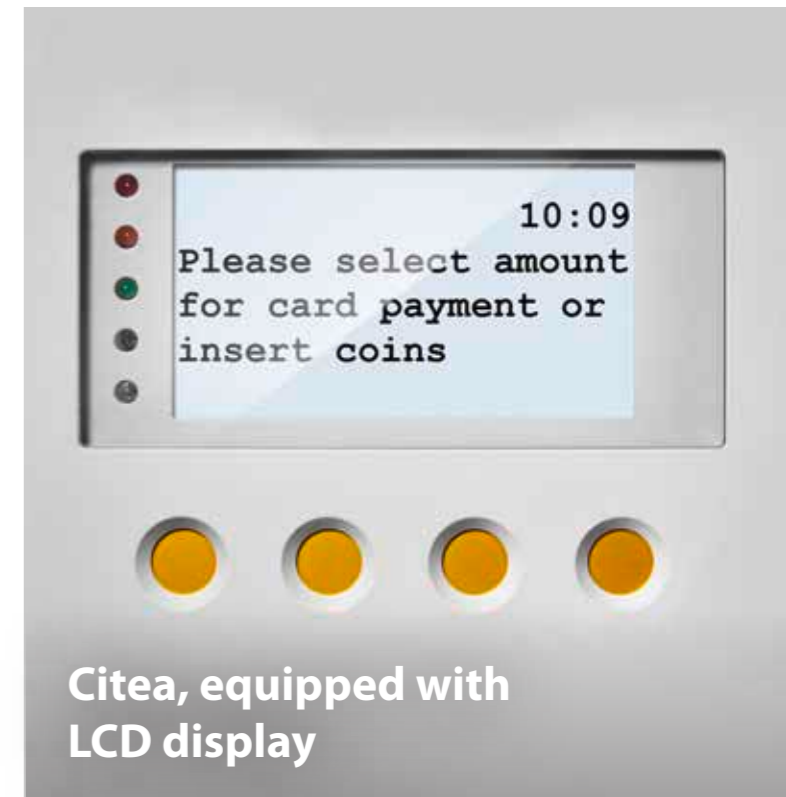 10:09
Please select amount
for card payment or
insert coins
Citea, equipped with
LCD display